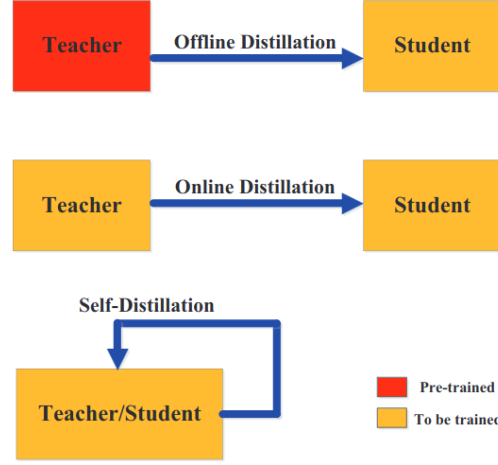 Teacher
Offline Distillation
Student
Teacher
Online Distillation
Student
Self-Distillation
Teacher/Student
Pre-trained
To be trained